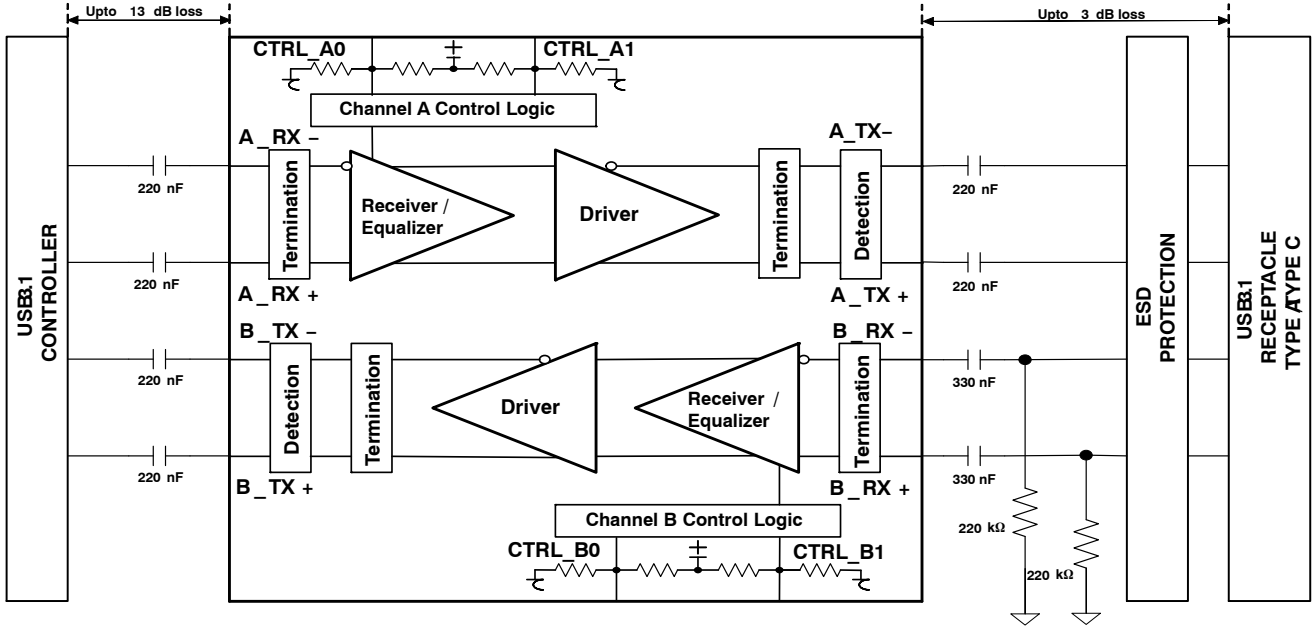 Upto 13 dB loss
Upto 3 dB loss
CTRL_A0
CTRL_A1
Channel A Control Logic
A_RX -
A_TX-
220 nF
Termination
Receiver /
Equalizer
Driver
Termination
Detection
220 nF
220 nF
A_RX +
A_TX +
220 nF
USB3.1
CONTROLLER
ESD
PROTECTION
USB3.1
RECEPTACLE
TYPE A TYPE C
B_TX -
B_RX -
220 nF
Detection
Termination
Driver
Receiver /
Equalizer
Termination
330 nF
220 nF
B_TX +
B_RX +
330 nF
Channel B Control Logic
220 kΩ
CTRL_B0
CTRL_B1
220 kΩ